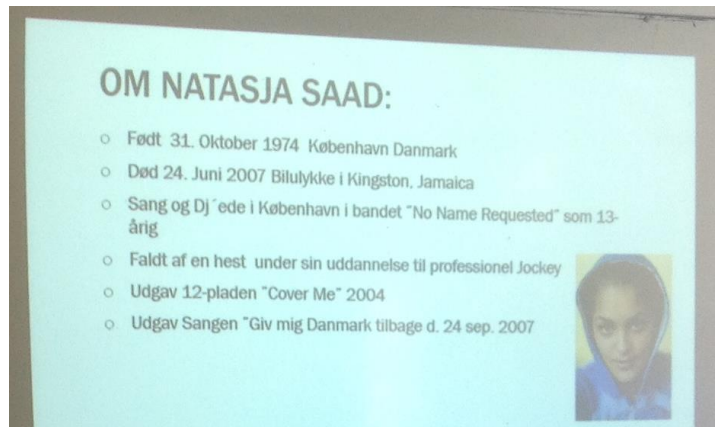 OM NATASJA SAAD:
○ Født 31. Oktober 1974 København Danmark
○ Død 24. Juni 2007 Bilulykke i Kingston, Jamaica
○ Sang og Dj´ede i København i bandet "No Name Requested" som 13-
årig
○ Faldt af en hest under sin uddannelse til professionel Jockey
○ Udgav 12-pladen "Cover Me" 2004
○ Udgav Sangen "Giv mig Danmark tilbage d. 24 sep. 2007